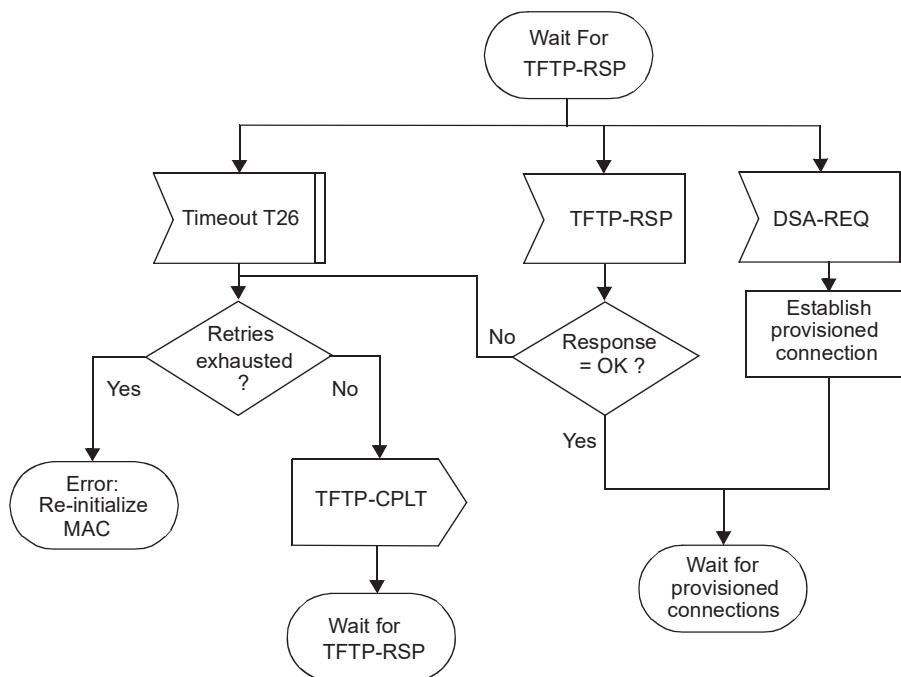 Wait For
TFTP-RSP
Timeout T26
TFTP-RSP
DSA-REQ
Retries
exhausted
?
Yes
No
No
Response
= OK ?
Yes
Establish
provisioned
connection
Error:
Re-initialize
MAC
TFTP-CPLT
Wait for
TFTP-RSP
Wait for
provisioned
connections